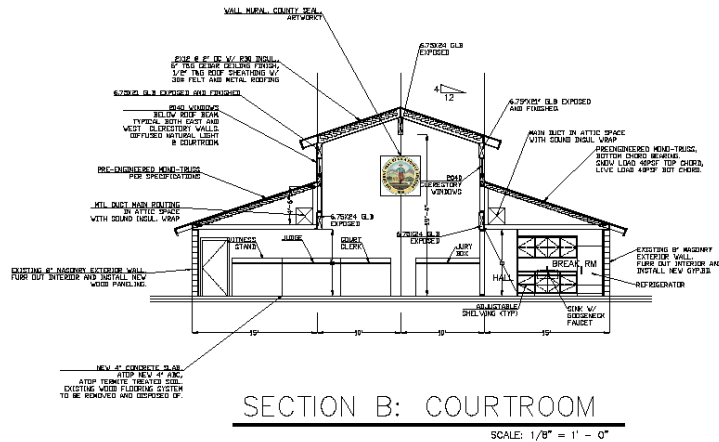 WALL MURAL, COUNTY SEAL,
ARTWORK?
6.75X24 GLB
EXPOSED
2X12 @ 2' OC W/ R30 INSUL,
6" T&G CEDAR CEILING FINISH,
1/2" T&G ROOF SHEATHING W/
30# FELT AND METAL ROOFING
4
12
6.75X21 GLB EXPOSED AND FINISHED
6.75"X21" GLB EXPOSED
AND FINISHED
2040 WINDOWS
BELOW ROOF BEAM
TYPICAL BOTH EAST AND
WEST CLERESTORY WALLS.
DIFFUSED NATURAL LIGHT
@ COURTROOM
MAIN DUCT IN ATTIC SPACE
WITH SOUND INSUL WRAP
PRE-ENGINEERED MONO-TRUSS
PER SPECIFICATIONS
PREENGINEERED MONO-TRUSS,
BOTTOM CHORD BEARING.
SNOW LOAD 40PSF TOP CHORD,
LIVE LOAD 40PSF BOT CHORD.
2040
CLERESTORY
WINDOWS
MTL DUCT MAIN ROUTING
IN ATTIC SPACE
WITH SOUND INSUL WRAP
6.75X24 GLB
EXPOSED
6.75X24 GLB
EXPOSED
WITNESS
STAND
JUDGE
COURT
CLERK
JURY
BOX
HALL
BREAK RM
EXISTING 8" MASONRY EXTERIOR WALL.
FURR OUT INTERIOR AND INSTALL NEW
WOOD PANELING.
EXISTING 8" MASONRY
EXTERIOR WALL.
FURR OUT INTERIOR AND
INSTALL NEW GYP.BD.
REFRIGERATOR
ADJUSTABLE
SHELVING (TYP)
SINK W/
GOOSENECK
FAUCET
15'
10'
10'
15'
NEW 4" CONCRETE SLAB
ATOP NEW 4" ABC,
ATOP TERMITE TREATED SOIL.
EXISTING WOOD FLOORING SYSTEM
TO BE REMOVED AND DISPOSED OF.
SECTION B: COURTROOM
SCALE: 1/8" = 1' - 0"